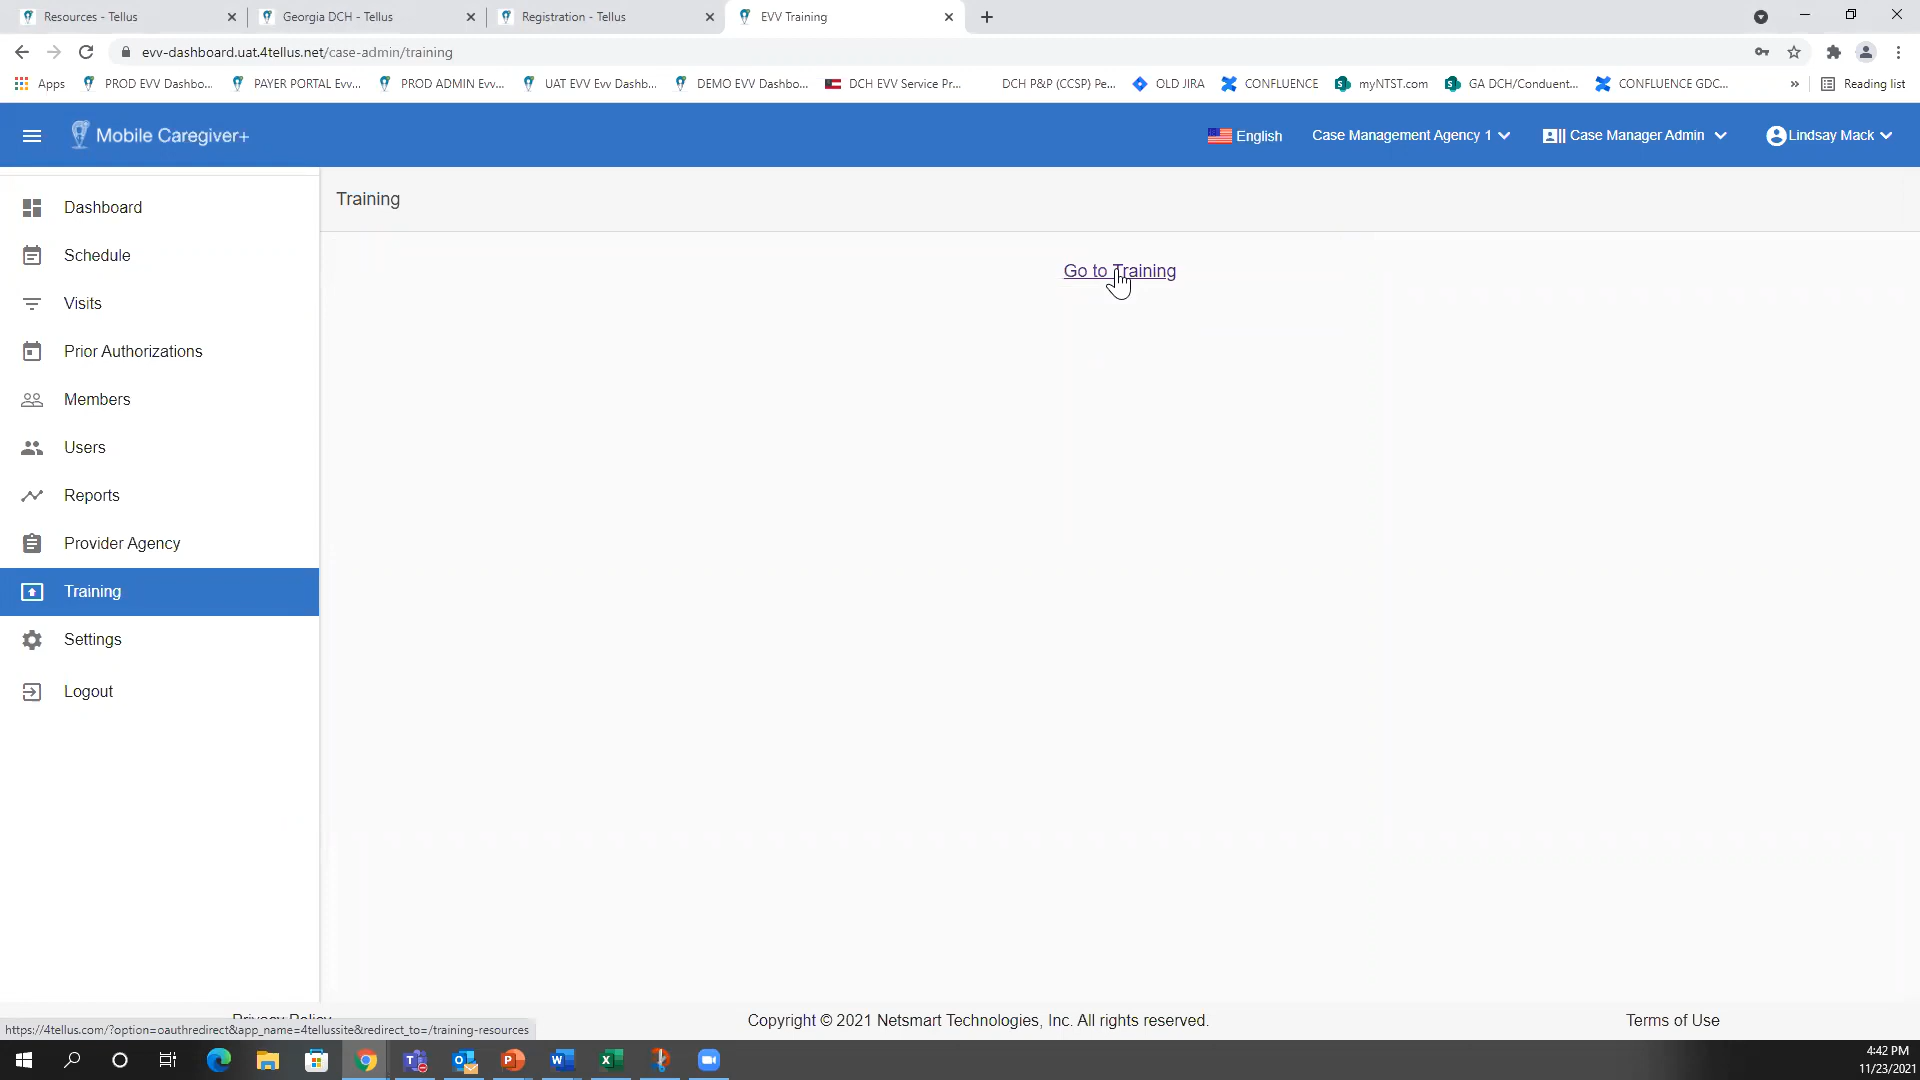 Resources - Tellus
Georgia DCH - Tellus
Registration - Tellus
EVV Training
evv-dashboard.uat.4tellus.net/case-admin/training
Apps
PROD EVV Dashbo...
PAYER PORTAL Evv...
PROD ADMIN Evv...
UAT EVV Evv Dashb...
DEMO EVV Dashbo...
DCH EVV Service Pr...
DCH P&P (CCSP) Pe...
OLD JIRA
CONFLUENCE
myNTST.com
GA DCH/Conduent...
CONFLUENCE GDC...
»
Reading list
Mobile Caregiver+
English
Case Management Agency 1
Case Manager Admin
Lindsay Mack
Dashboard
Schedule
Visits
Prior Authorizations
Members
Users
Reports
Provider Agency
Training
Settings
Logout
Training
Go to Training
Privacy Policy
https://4tellus.com/?option=oauthredirect&app_name=4tellussite&redirect_to=/training-resources
Copyright © 2021 Netsmart Technologies, Inc. All rights reserved.
Terms of Use
4:42 PM
11/23/2021